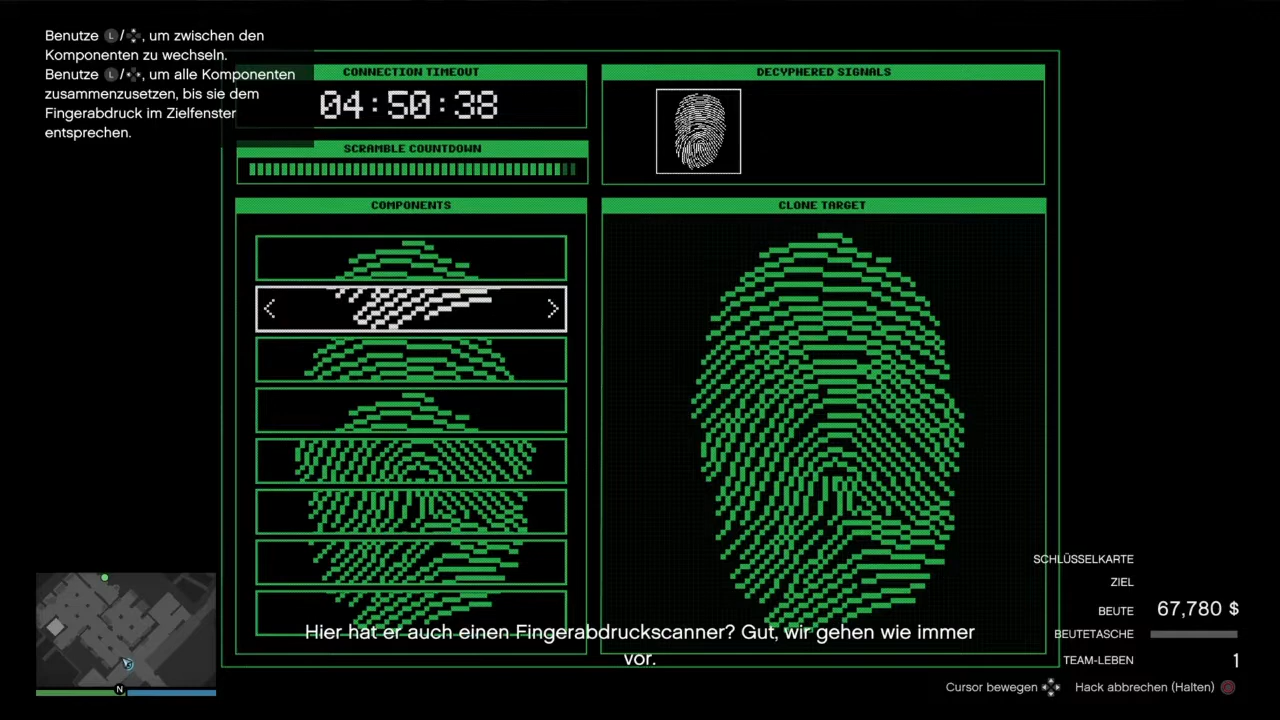 Benutze L/, um zwischen den
Komponenten zu wechseln.
Benutze L/, um alle Komponenten
zusammenzusetzen, bis sie dem
Fingerabdruck im Zielfenster
entsprechen.
CONNECTION TIMEOUT
04:50:38
SCRAMBLE COUNTDOWN
DECYPHERED SIGNALS
COMPONENTS
CLONE TARGET
SCHLÜSSELKARTE
ZIEL
BEUTE 67,780 $
BEUTETASCHE
TEAM-LEBEN 1
Hier hat er auch einen Fingerabdruckscanner? Gut, wir gehen wie immer
vor.
N
Cursor bewegen Hack abbrechen (Halten)